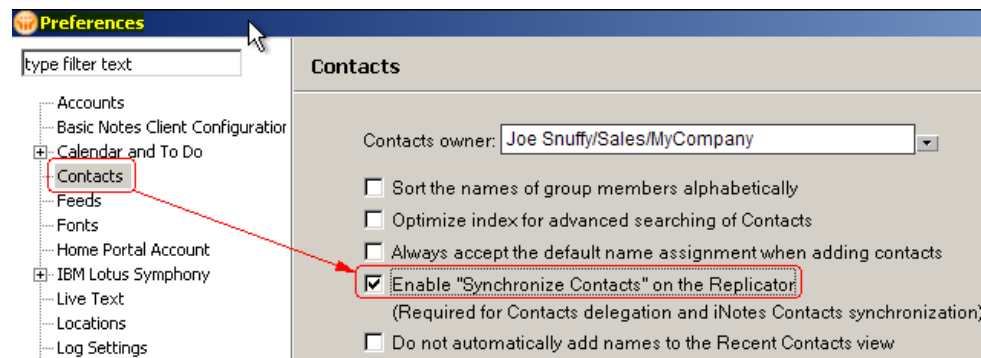 Preferences
type filter text
Accounts
Basic Notes Client Configuration
Calendar and To Do
Contacts
Feeds
Fonts
Home Portal Account
IBM Lotus Symphony
Live Text
Locations
Log Settings
Contacts
Contacts owner: Joe Snuffy/Sales/MyCompany
Sort the names of group members alphabetically
Optimize index for advanced searching of Contacts
Always accept the default name assignment when adding contacts
Enable "Synchronize Contacts" on the Replicator
(Required for Contacts delegation and iNotes Contacts synchronization)
Do not automatically add names to the Recent Contacts view